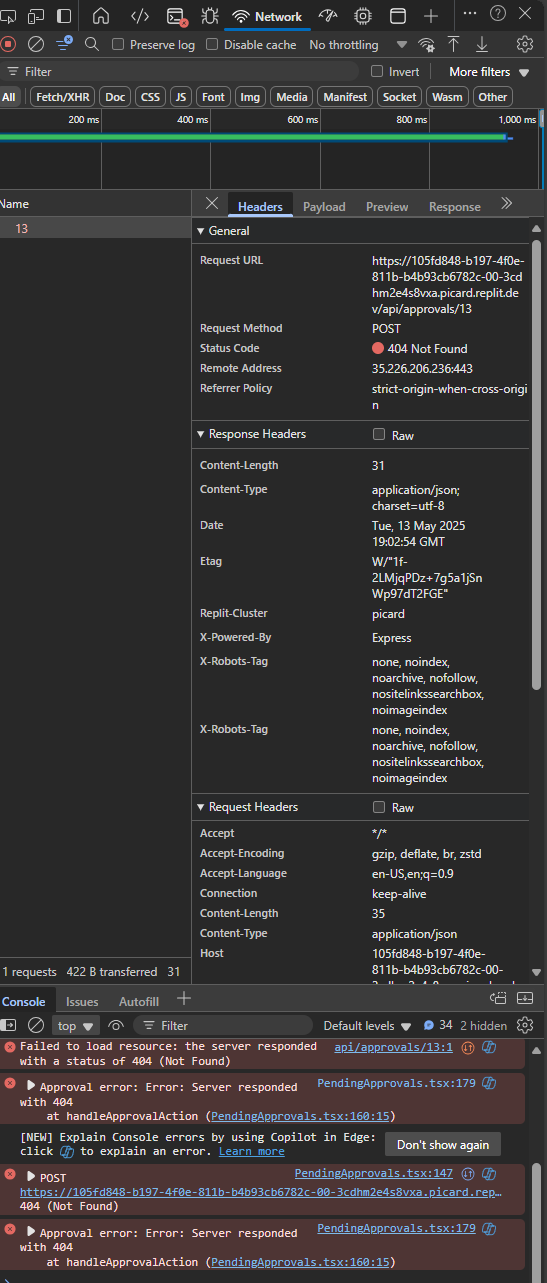 Network
Preserve log
Disable cache
No throttling
Filter
Invert
More filters
All
Fetch/XHR
Doc
CSS
JS
Font
Img
Media
Manifest
Socket
Wasm
Other
200 ms
400 ms
600 ms
800 ms
1,000 ms
Name
Headers
Payload
Preview
Response
13
General
Request URL
https://105fd848-b197-4f0e-
811b-b4b93cb6782c-00-3cd
hm2e4s8vxa.picard.replit.de
v/api/approvals/13
Request Method
POST
Status Code
404 Not Found
Remote Address
35.226.206.236:443
Referrer Policy
strict-origin-when-cross-origi
n
Response Headers
Raw
Content-Length
31
Content-Type
application/json;
charset=utf-8
Date
Tue, 13 May 2025
19:02:54 GMT
Etag
W/"1f-
2LMjqPDz+7g5a1jSn
Wp97dT2FGE"
Replit-Cluster
picard
X-Powered-By
Express
X-Robots-Tag
none, noindex,
noarchive, nofollow,
nositelinkssearchbox,
noimageindex
X-Robots-Tag
none, noindex,
noarchive, nofollow,
nositelinkssearchbox,
noimageindex
Request Headers
Raw
Accept
*/*
Accept-Encoding
gzip, deflate, br, zstd
Accept-Language
en-US,en;q=0.9
Connection
keep-alive
Content-Length
35
Content-Type
application/json
Host
105fd848-b197-4f0e-
811b-b4b93cb6782c-00-
1 requests
422 B transferred
31
Console
Issues
Autofill
top
Filter
Default levels
34
2 hidden
Failed to load resource: the server responded
with a status of 404 (Not Found)
api/approvals/13:1
Approval error: Error: Server responded
with 404
at handleApprovalAction (PendingApprovals.tsx:160:15)
PendingApprovals.tsx:179
[NEW] Explain Console errors by using Copilot in Edge:
click to explain an error. Learn more
Don't show again
POST
PendingApprovals.tsx:147
https://105fd848-b197-4f0e-811b-b4b93cb6782c-00-3cdhm2e4s8vxa.picard.rep…
404 (Not Found)
Approval error: Error: Server responded
with 404
at handleApprovalAction (PendingApprovals.tsx:160:15)
PendingApprovals.tsx:179